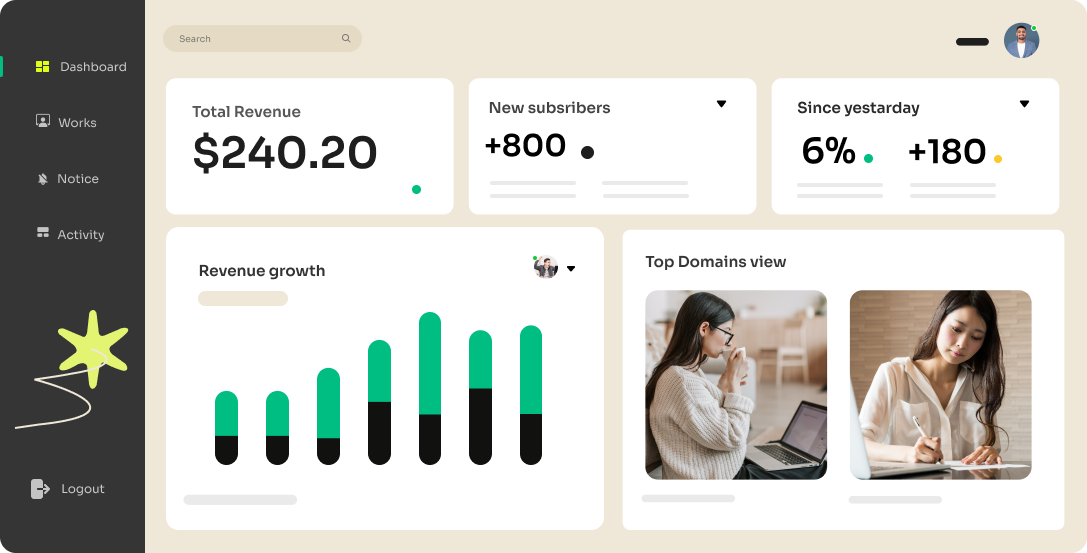 Search
Dashboard
Works
Notice
Activity
Logout
Total Revenue
$240.20
New subsribers
+800
Since yestarday
6%
+180
Revenue growth
Top Domains view